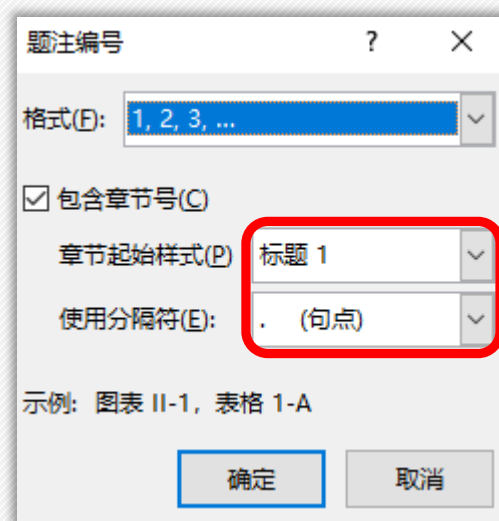 题注编号 ? ×
格式(F): 1, 2, 3, ...
包含章节号(C)
章节起始样式(P) 标题 1
使用分隔符(E): . (句点)
示例: 图表 II-1, 表格 1-A
确定 取消